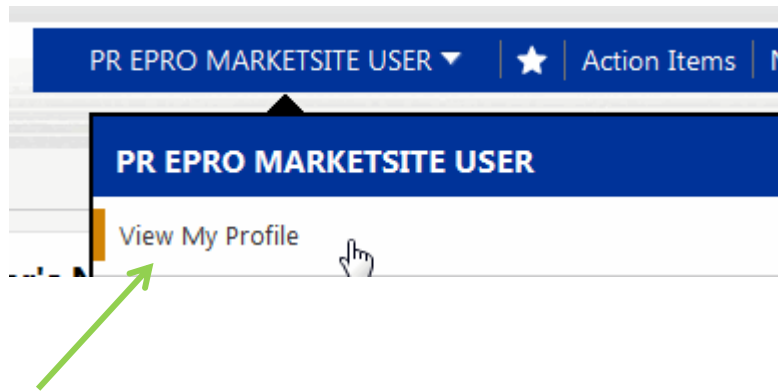 PR EPRO MARKETSITE USER
Action Items
PR EPRO MARKETSITE USER
View My Profile